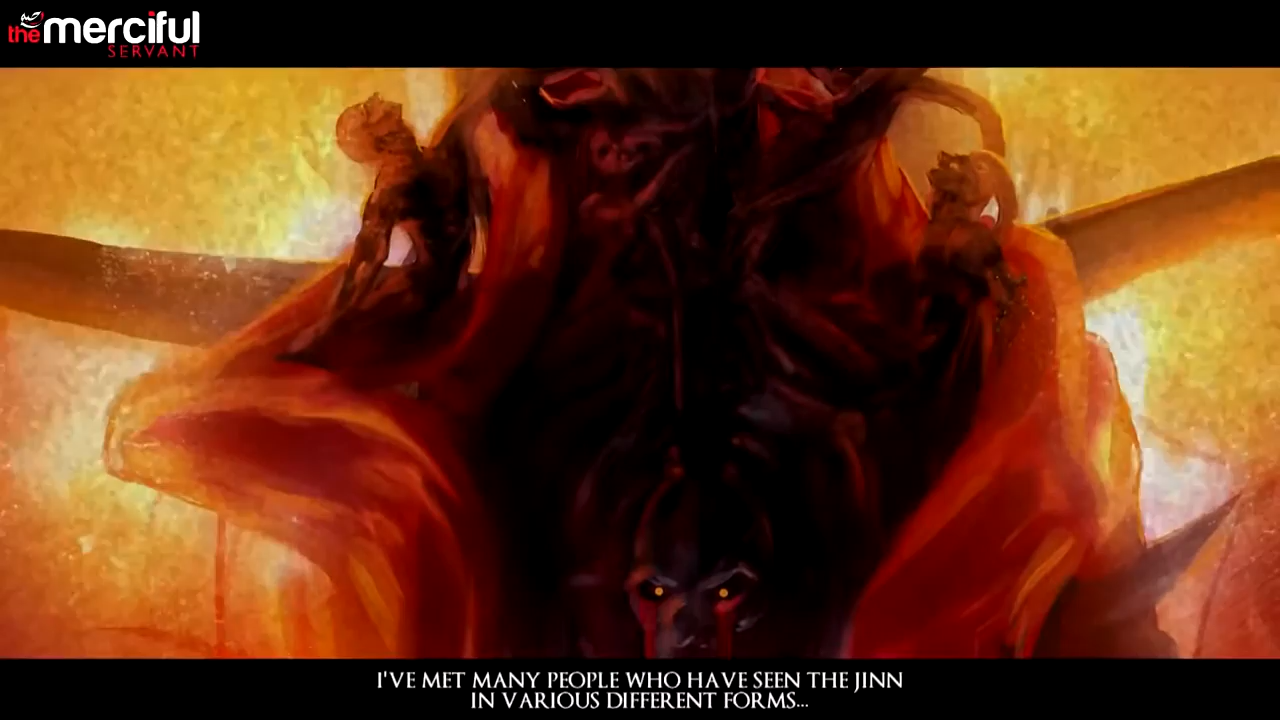 the merciful
SERVANT
I'VE MET MANY PEOPLE WHO HAVE SEEN THE JINN
IN VARIOUS DIFFERENT FORMS...